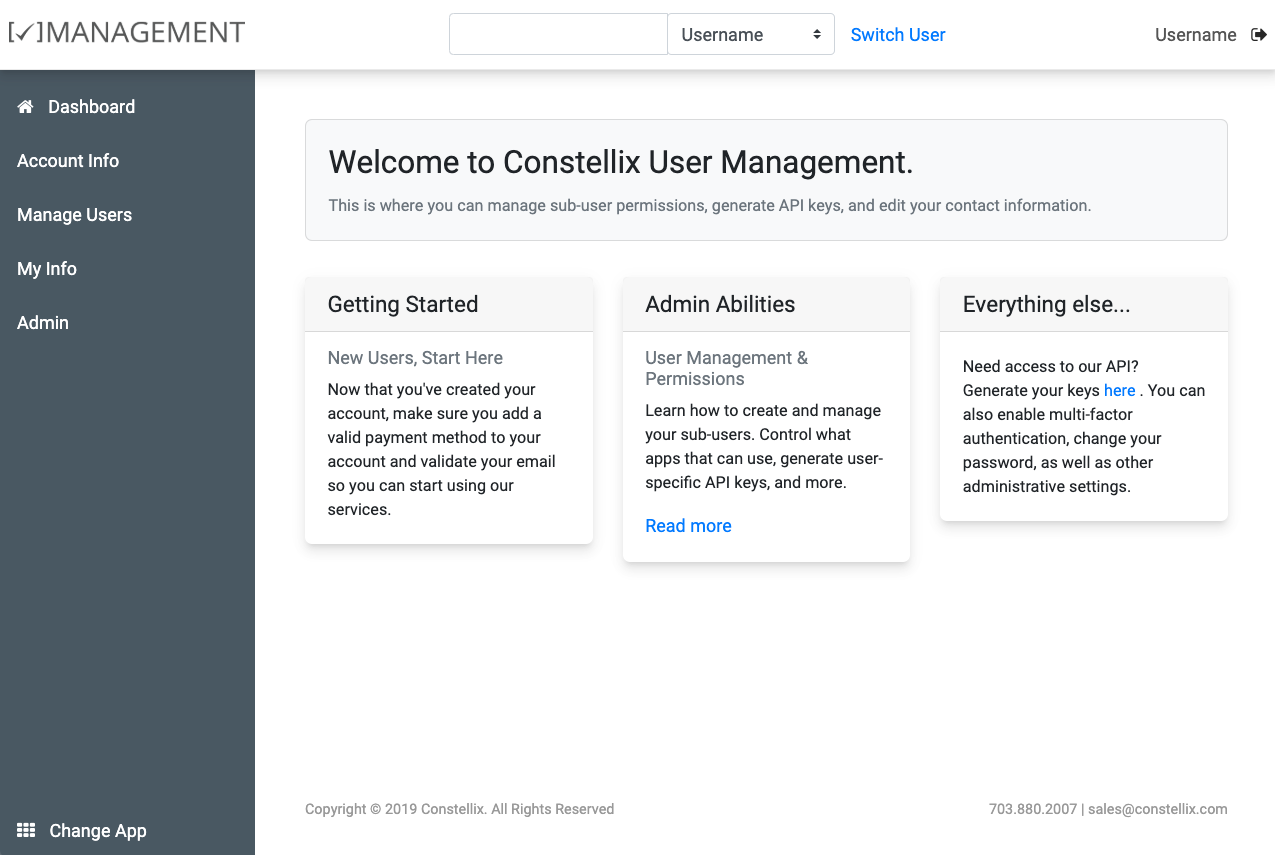 [✓]MANAGEMENT
Username
Switch User
Username
Dashboard
Account Info
Manage Users
My Info
Admin
Change App
Welcome to Constellix User Management.
This is where you can manage sub-user permissions, generate API keys, and edit your contact information.
Getting Started
New Users, Start Here
Now that you've created your
account, make sure you add a
valid payment method to your
account and validate your email
so you can start using our
services.
Admin Abilities
User Management &
Permissions
Learn how to create and manage
your sub-users. Control what
apps that can use, generate user-
specific API keys, and more.
Read more
Everything else...
Need access to our API?
Generate your keys here . You can
also enable multi-factor
authentication, change your
password, as well as other
administrative settings.
Copyright © 2019 Constellix. All Rights Reserved
703.880.2007 | sales@constellix.com